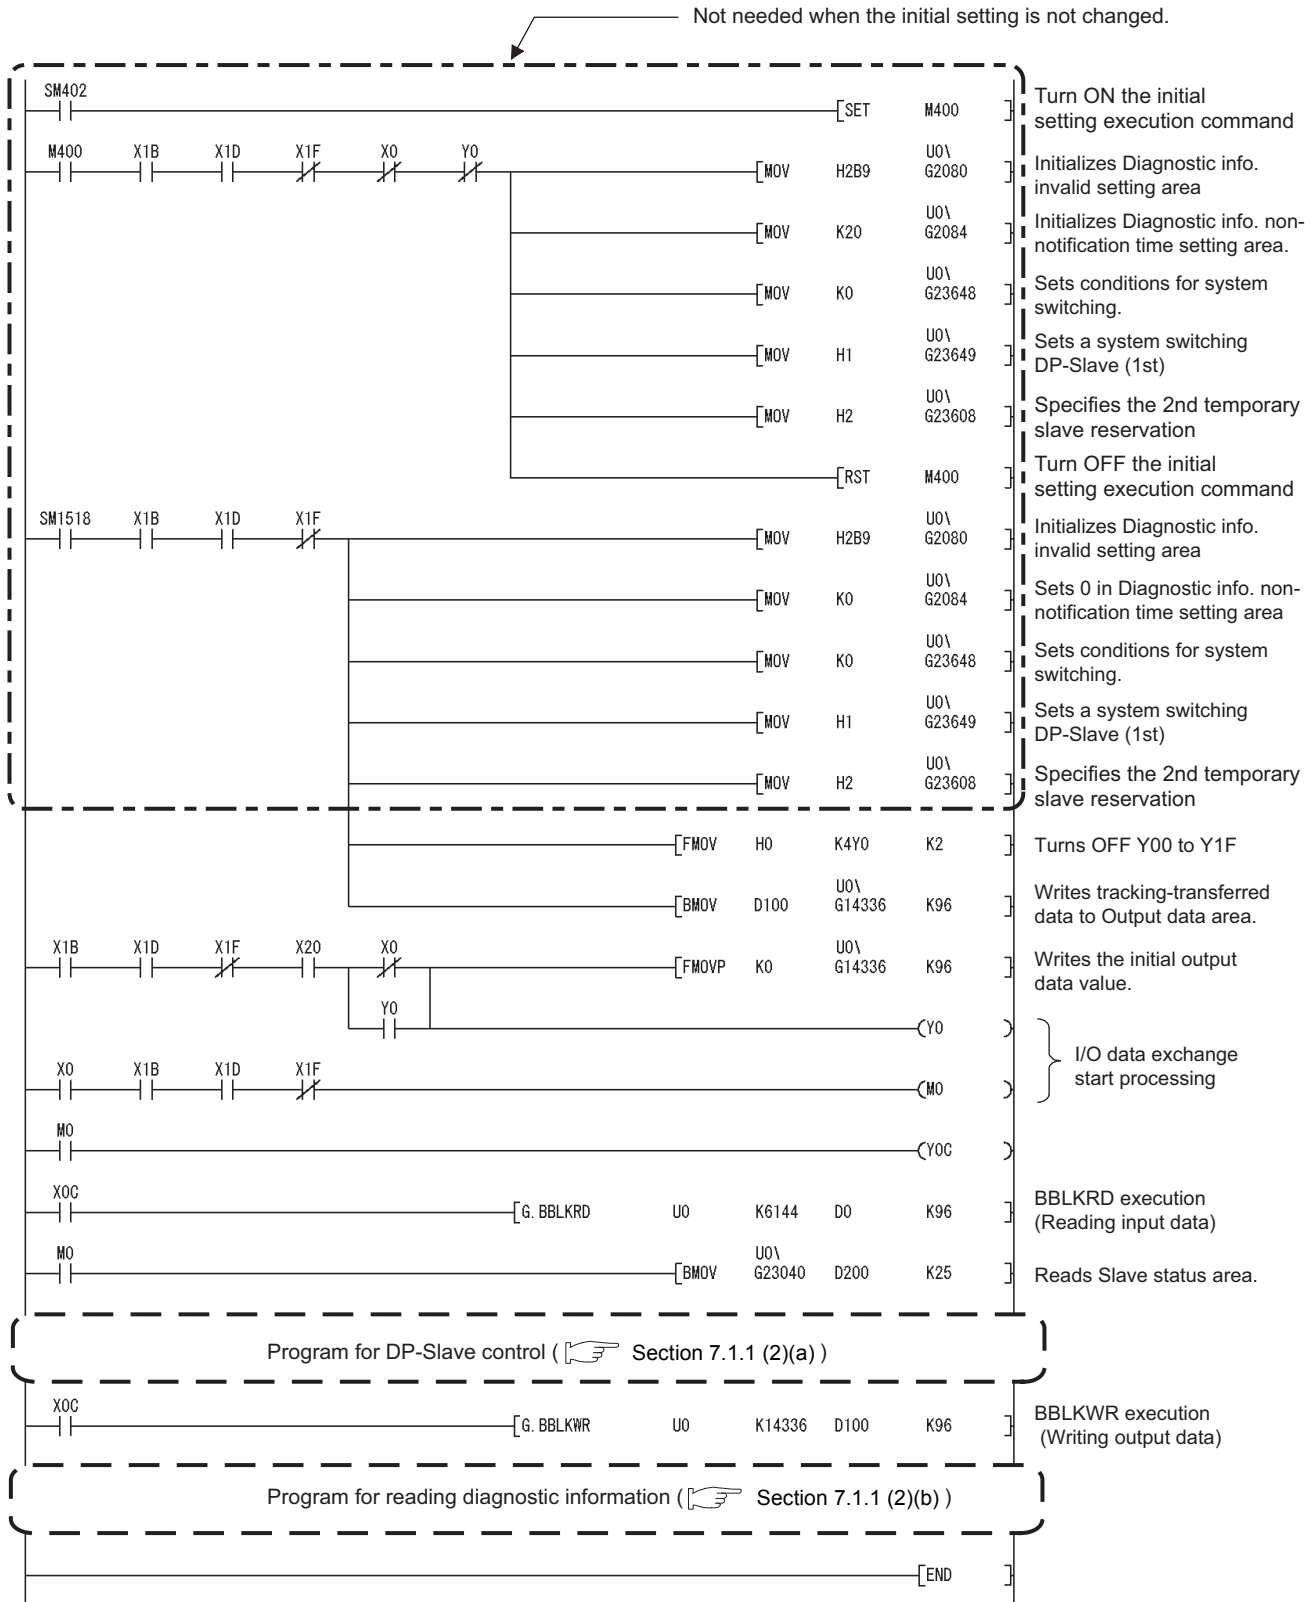 Not needed when the initial setting is not changed.
SM402
SET M400
Turn ON the initial
setting execution command
M400 X1B X1D X1F X0 Y0
MOV H2B9 U0\
G2080
Initializes Diagnostic info.
invalid setting area
MOV K20 U0\
G2084
Initializes Diagnostic info. non-
notification time setting area.
MOV K0 U0\
G23648
Sets conditions for system
switching.
MOV H1 U0\
G23649
Sets a system switching
DP-Slave (1st)
MOV H2 U0\
G23608
Specifies the 2nd temporary
slave reservation
RST M400
Turn OFF the initial
setting execution command
SM1518 X1B X1D X1F
MOV H2B9 U0\
G2080
Initializes Diagnostic info.
invalid setting area
MOV K0 U0\
G2084
Sets 0 in Diagnostic info. non-
notification time setting area
MOV K0 U0\
G23648
Sets conditions for system
switching.
MOV H1 U0\
G23649
Sets a system switching
DP-Slave (1st)
MOV H2 U0\
G23608
Specifies the 2nd temporary
slave reservation
FMOV H0 K4Y0 K2
Turns OFF Y00 to Y1F
BMOV D100 U0\
G14336 K96
Writes tracking-transferred
data to Output data area.
X1B X1D X1F X20 X0
FMOVP K0 U0\
G14336 K96
Writes the initial output
data value.
Y0
Y0
I/O data exchange
start processing
X0 X1B X1D X1F
M0
M0
Y0C
X0C
G.BBLKRD U0 K6144 D0 K96
BBLKRD execution
(Reading input data)
M0
BMOV U0\
G23040 D200 K25
Reads Slave status area.
Program for DP-Slave control ( Section 7.1.1 (2)(a) )
X0C
G.BBLKWR U0 K14336 D100 K96
BBLKWR execution
(Writing output data)
Program for reading diagnostic information ( Section 7.1.1 (2)(b) )
END